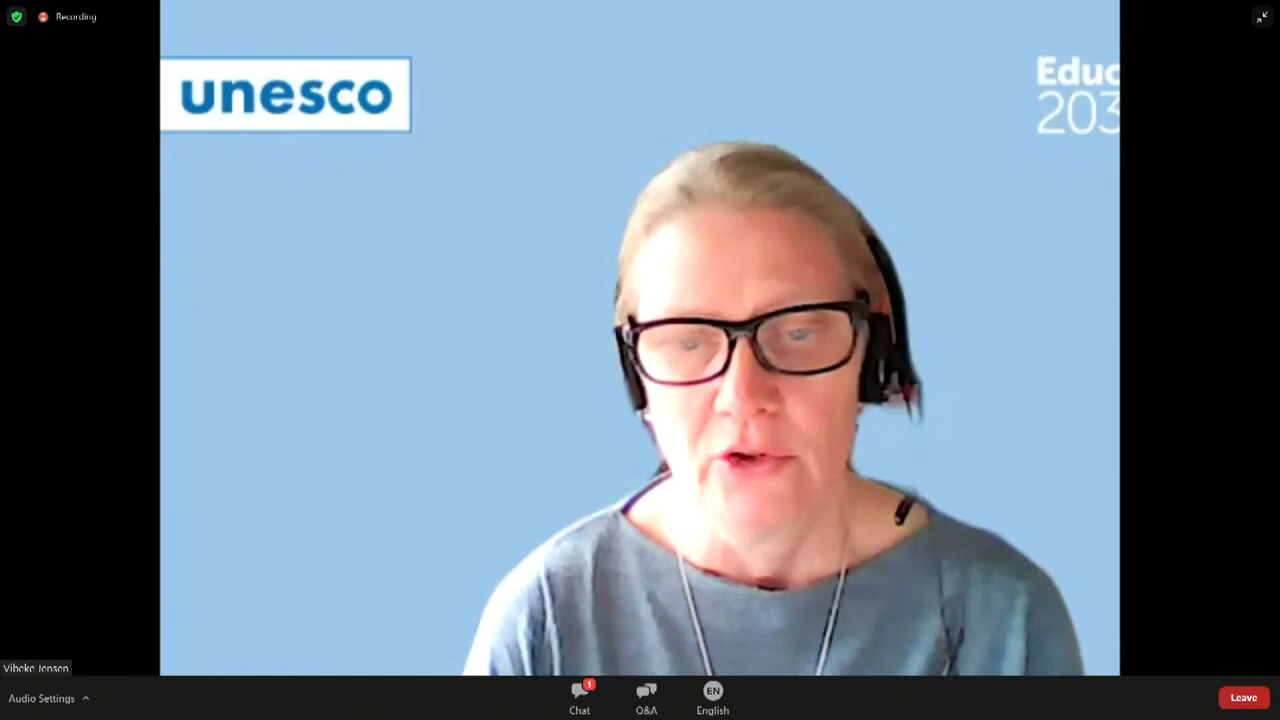 Recording
unesco
Educ
203
Vibeke Jensen
Audio Settings
1
Chat
Q&A
EN
English
Leave